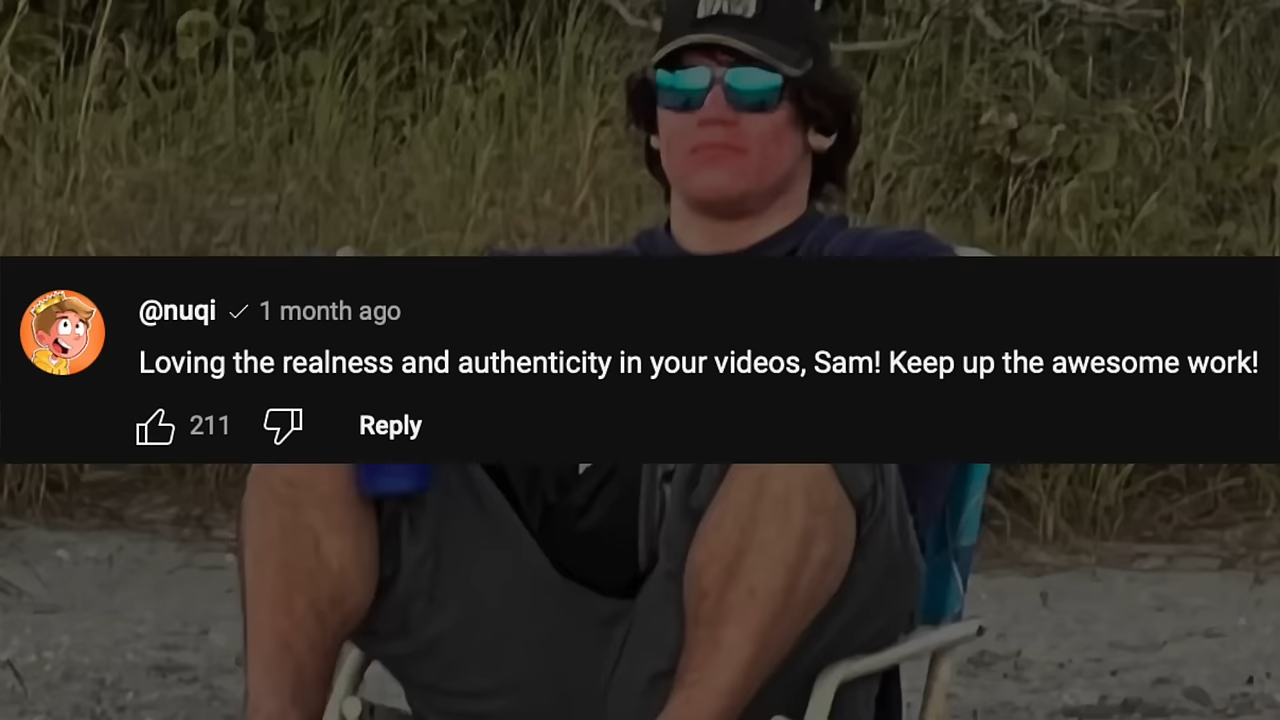 @nuqi 1 month ago
Loving the realness and authenticity in your videos, Sam! Keep up the awesome work!
211 Reply